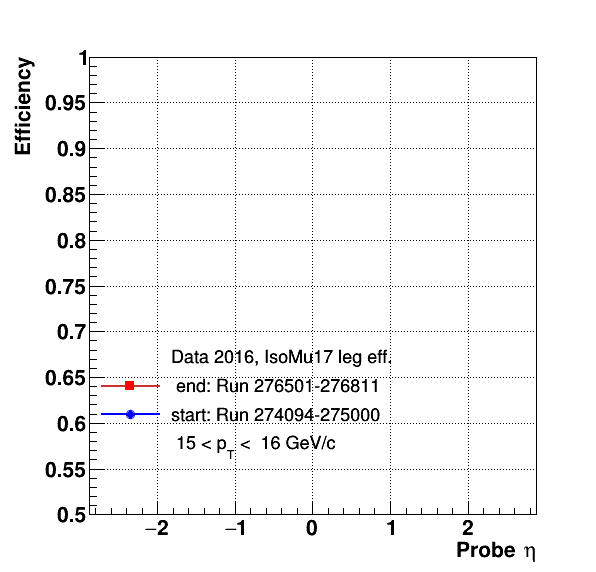 Efficiency
1
0.95
0.9
0.85
0.8
0.75
0.7
0.65
0.6
0.55
0.5
Data 2016, IsoMu17 leg eff.
end: Run 276501-276811
start: Run 274094-275000
15 < pT < 16 GeV/c
−2 −1 0 1 2
Probe η